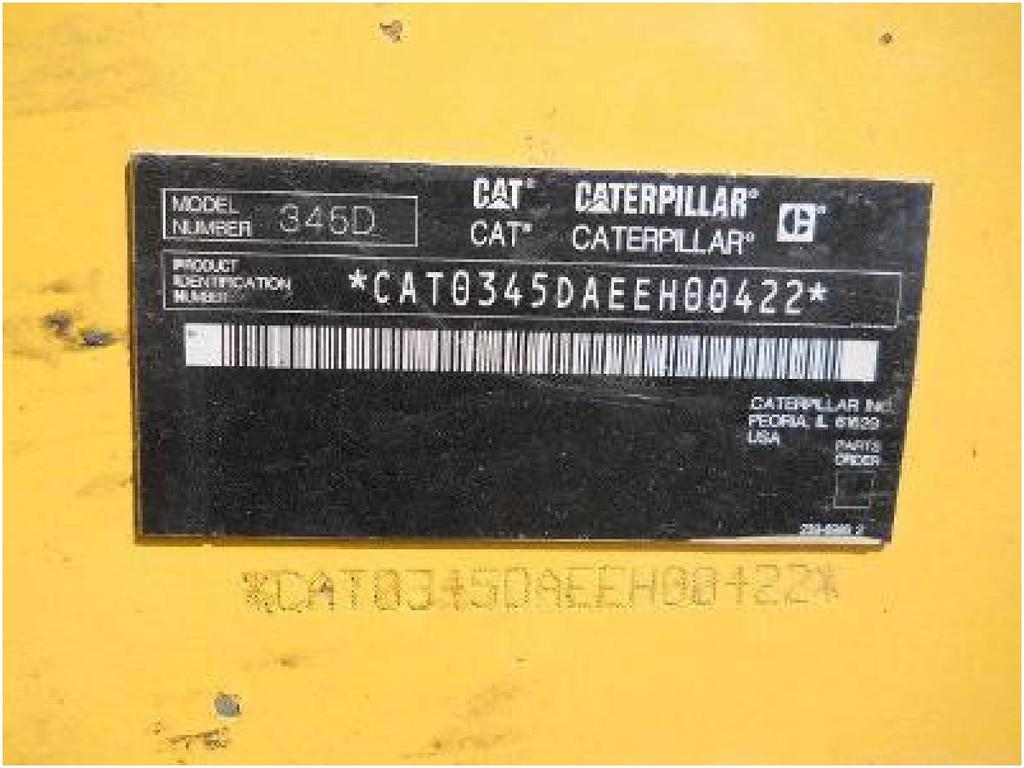 MODEL NUMBER 345D
CAT® CATERPILLAR®
CAT® CATERPILLAR®
PRODUCT IDENTIFICATION NUMBER
*CAT0345DAEEH00422*
CATERPILLAR INC.
PEORIA, IL 61629
USA
PARTS
ORDER
*CAT0345DAEEH00422*